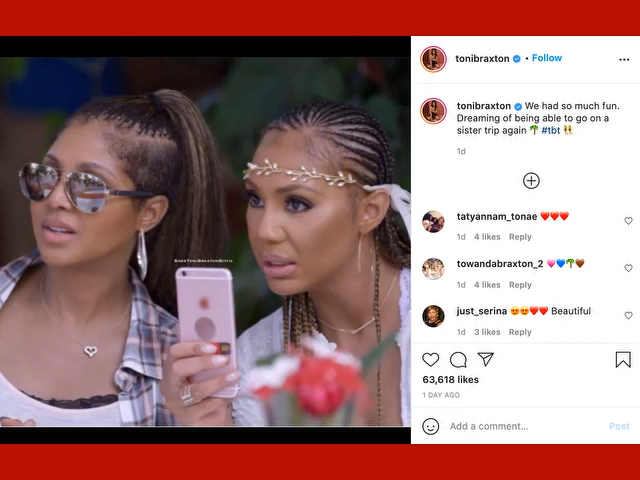 tonibraxton • Follow
tonibraxton We had so much fun.
Dreaming of being able to go on a
sister trip again 🌴 #tbt 👯
1d
tatyannam_tonae ❤️❤️❤️
1d 4 likes Reply
towandabraxton_2 💗💙🌴🤎
1d 4 likes Reply
just_serina 😍😍❤️❤️ Beautiful
1d 3 likes Reply
63,618 likes
1 DAY AGO
Add a comment... Post